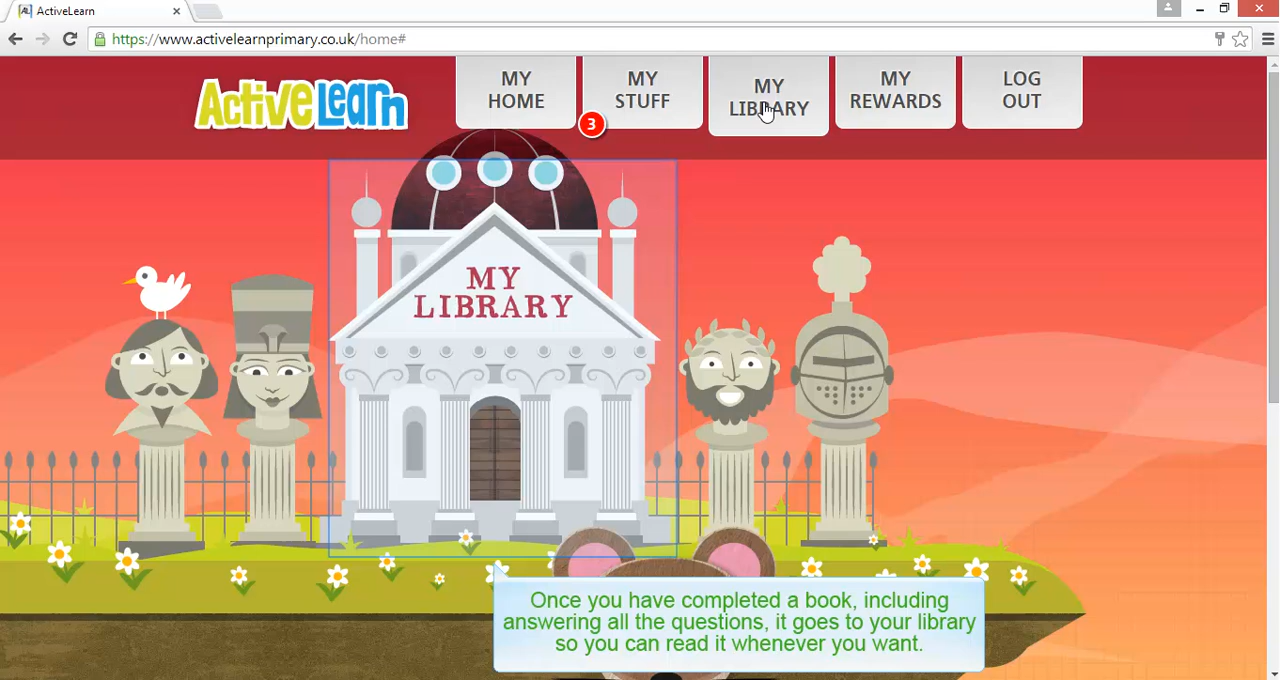 ActiveLearn
https://www.activelearnprimary.co.uk/home#
ActiveLearn
MY HOME
MY STUFF
3
MY LIBRARY
MY REWARDS
LOG OUT
MY
LIBRARY
Once you have completed a book, including
answering all the questions, it goes to your library
so you can read it whenever you want.